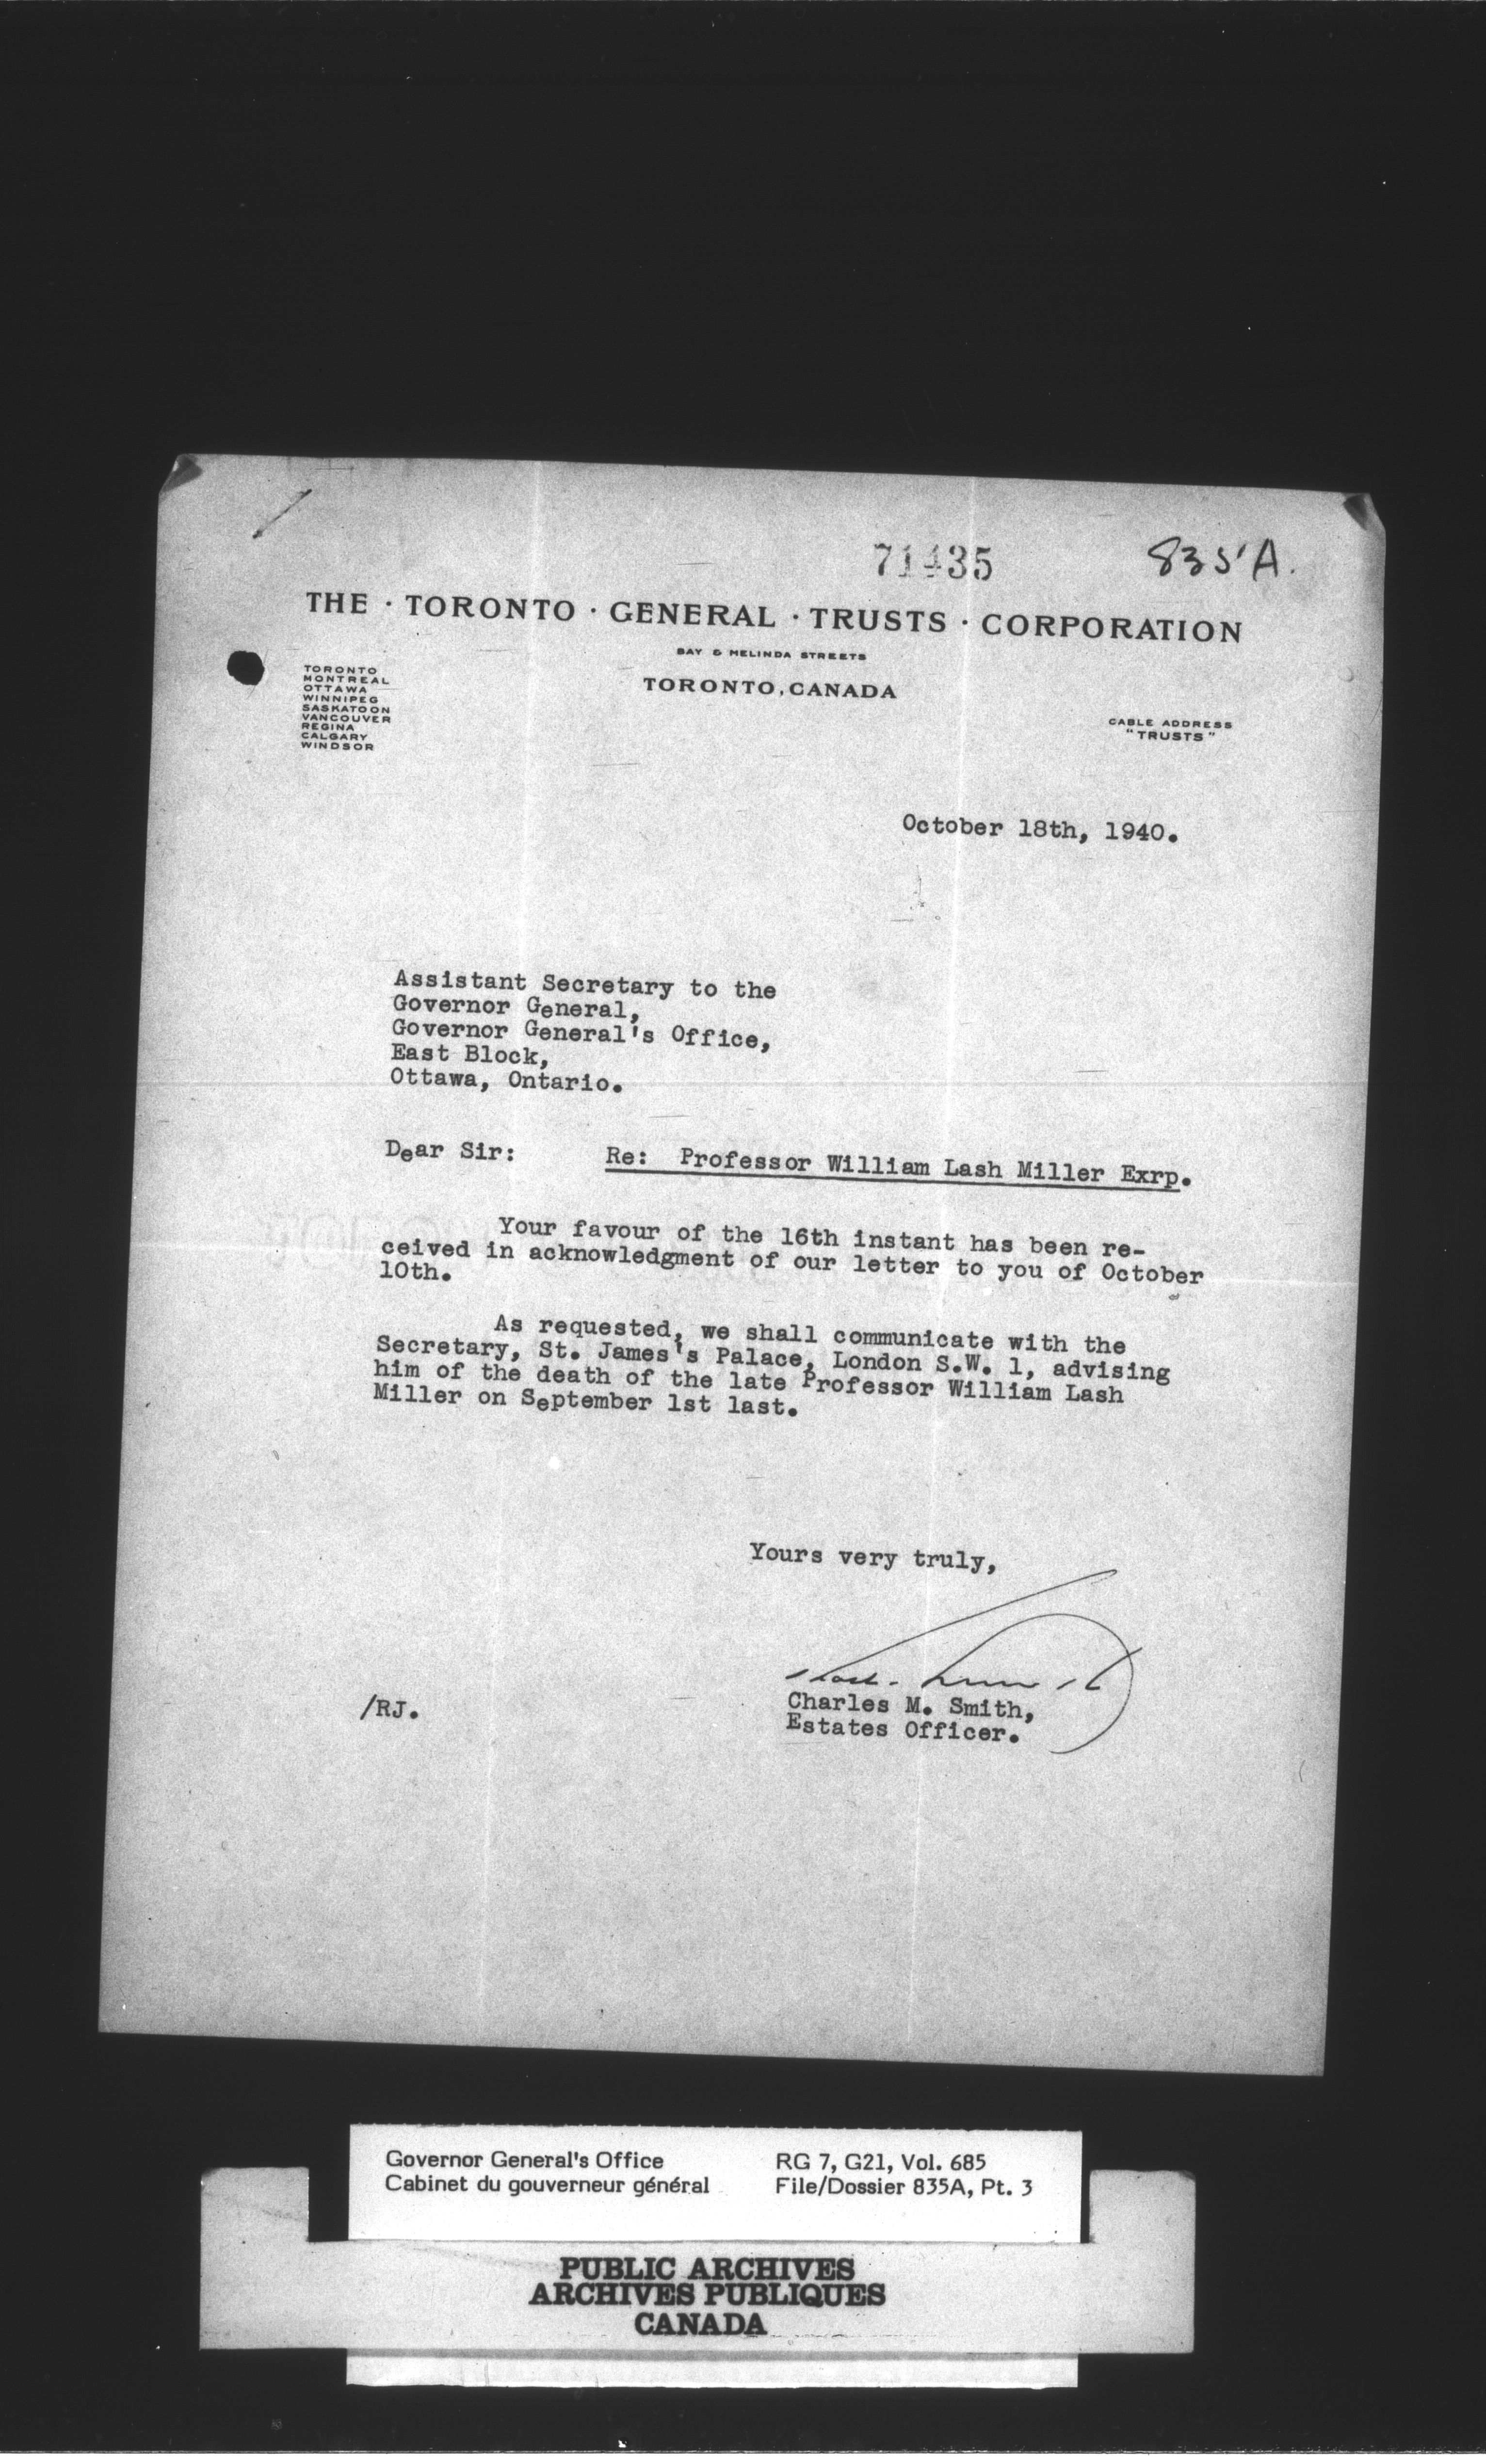 71435
835'A.
THE · TORONTO · GENERAL · TRUSTS · CORPORATION
BAY & MELINDA STREETS
TORONTO, CANADA
TORONTO
MONTREAL
OTTAWA
WINNIPEG
SASKATOON
VANCOUVER
REGINA
CALGARY
WINDSOR
CABLE ADDRESS
"TRUSTS"
October 18th, 1940.
Assistant Secretary to the
Governor General,
Governor General's Office,
East Block,
Ottawa, Ontario.
Dear Sir: Re: Professor William Lash Miller Exrp.
Your favour of the 16th instant has been re-
ceived in acknowledgment of our letter to you of October
10th.
As requested, we shall communicate with the
Secretary, St. James's Palace, London S.W. 1, advising
him of the death of the late Professor William Lash
Miller on September 1st last.
Yours very truly,
Charles M. Smith,
Estates Officer.
/RJ.
Governor General's Office
Cabinet du gouverneur général
RG 7, G21, Vol. 685
File/Dossier 835A, Pt. 3
PUBLIC ARCHIVES
ARCHIVES PUBLIQUES
CANADA